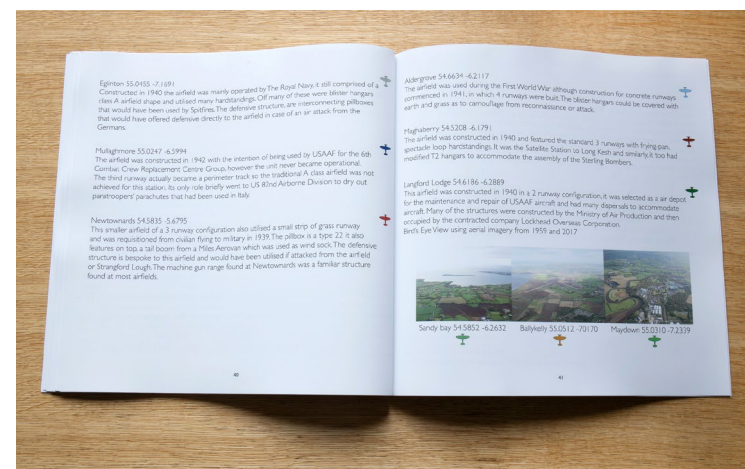 Eglinton 55.0455 -7.1691
Constructed in 1940 the airfield was mainly operated by The Royal Navy, it still comprised of a
class A airfield shape and utilised many hardstandings. Off many of these were blister hangars
that would have been used by Spitfires. The defensive structure, are interconnecting pillboxes
that would have offered defensive directly to the airfield in case of an air attack from the
Germans.
Mullaghmore 55.0247 -6.5994
The airfield was constructed in 1942 with the intention of being used by USAAF for the 6th
Combat Crew Replacement Centre Group, however the unit never became operational.
The third runway actually became a perimeter track so the traditional A class airfield was not
achieved for this station. Its only role briefly went to US 82nd Airborne Division to dry out
paratroopers' parachutes that had been used in Italy.
Newtownards 54.5835 -5.6795
This smaller airfield of a 3 runway configuration also utilised a small strip of grass runway
and was requisitioned from civilian flying to military in 1939. The pillbox is a type 22 it also
features on top, a tail boom from a Miles Aerovan which was used as wind sock. The defensive
structure is bespoke to this airfield and would have been utilised if attacked from the airfield
or Strangford Lough. The machine gun range found at Newtownards was a familiar structure
found at most airfields.
40
Aldergrove 54.6634 -6.2117
The airfield was used during the First World War although construction for concrete runways
commenced in 1941, in which 4 runways were built. The blister hangars could be covered with
earth and grass as to camouflage from reconnaissance or attack.
Maghaberry 54.5208 -6.1791
The airfield was constructed in 1940 and featured the standard 3 runways with frying-pan,
spectacle loop hardstandings. It was the Satellite Station to Long Kesh and similarly, it too had
modified T2 hangars to accommodate the assembly of the Sterling Bombers.
Langford Lodge 54.6186 -6.2889
This airfield was constructed in 1940 in a 2 runway configuration, it was selected as a air depot
for the maintenance and repair of USAAF aircraft and had many dispersals to accommodate
aircraft. Many of the structures were constructed by the Ministry of Air Production and then
occupied by the contracted company Lockhead Overseas Corporation.
Bird's Eye View using aerial imagery from 1959 and 2017
Sandy bay 54.5852 -6.2632 Ballykelly 55.0512 -70170 Maydown 55.0310 -7.2339
41